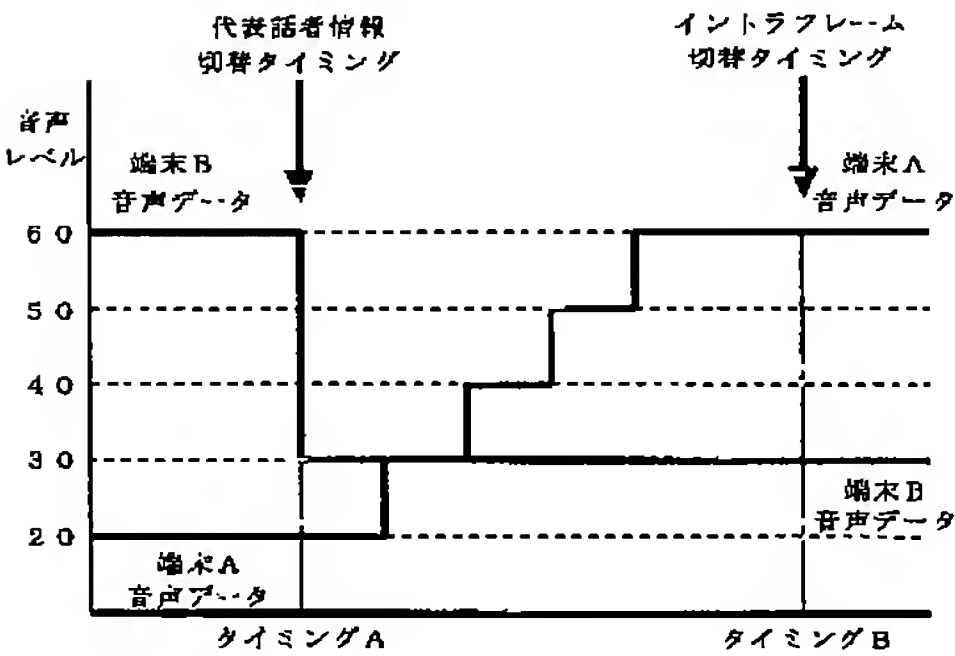 代表話者情報
切替タイミング
イントラフレーム
切替タイミング
音声
レベル
端末B
音声データ
端末A
音声データ
60
50
40
30
20
端末B
音声データ
端末A
音声データ
タイミングA
タイミングB